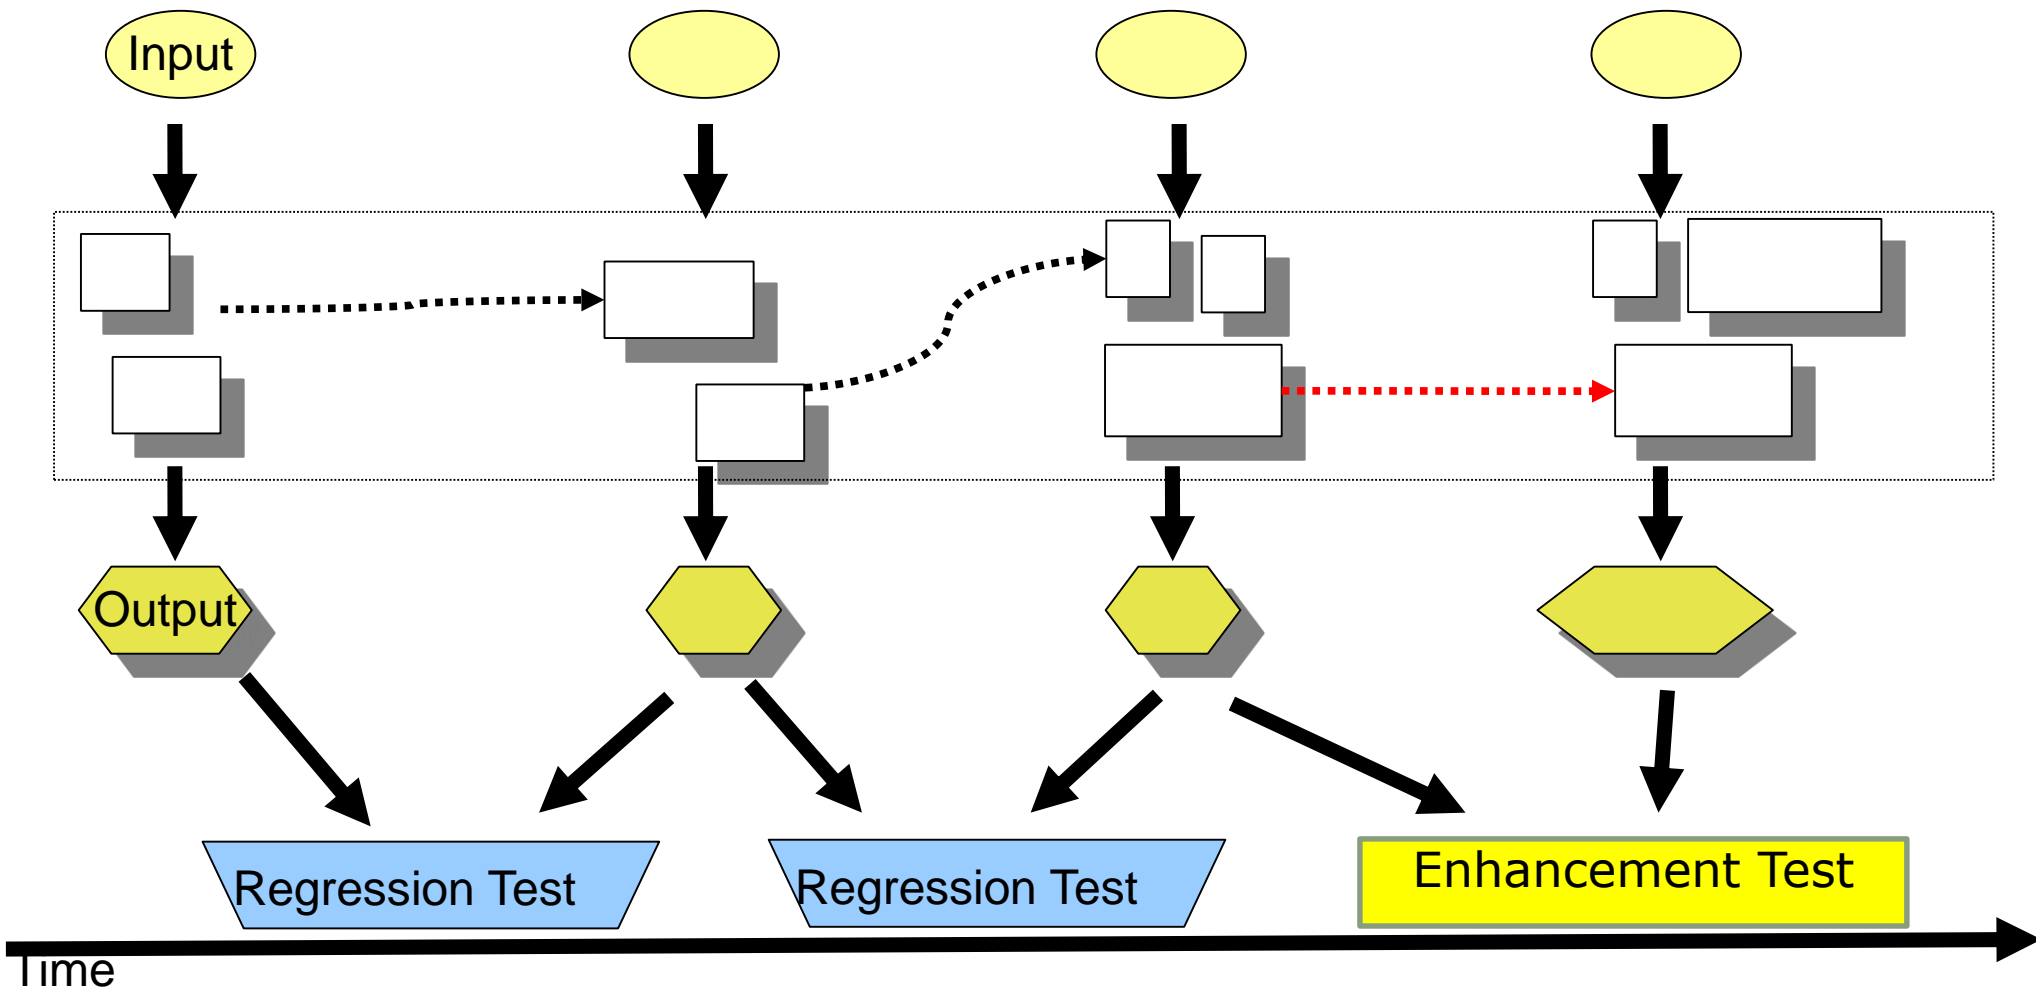 Input
Output
Regression Test
Regression Test
Enhancement Test
Time